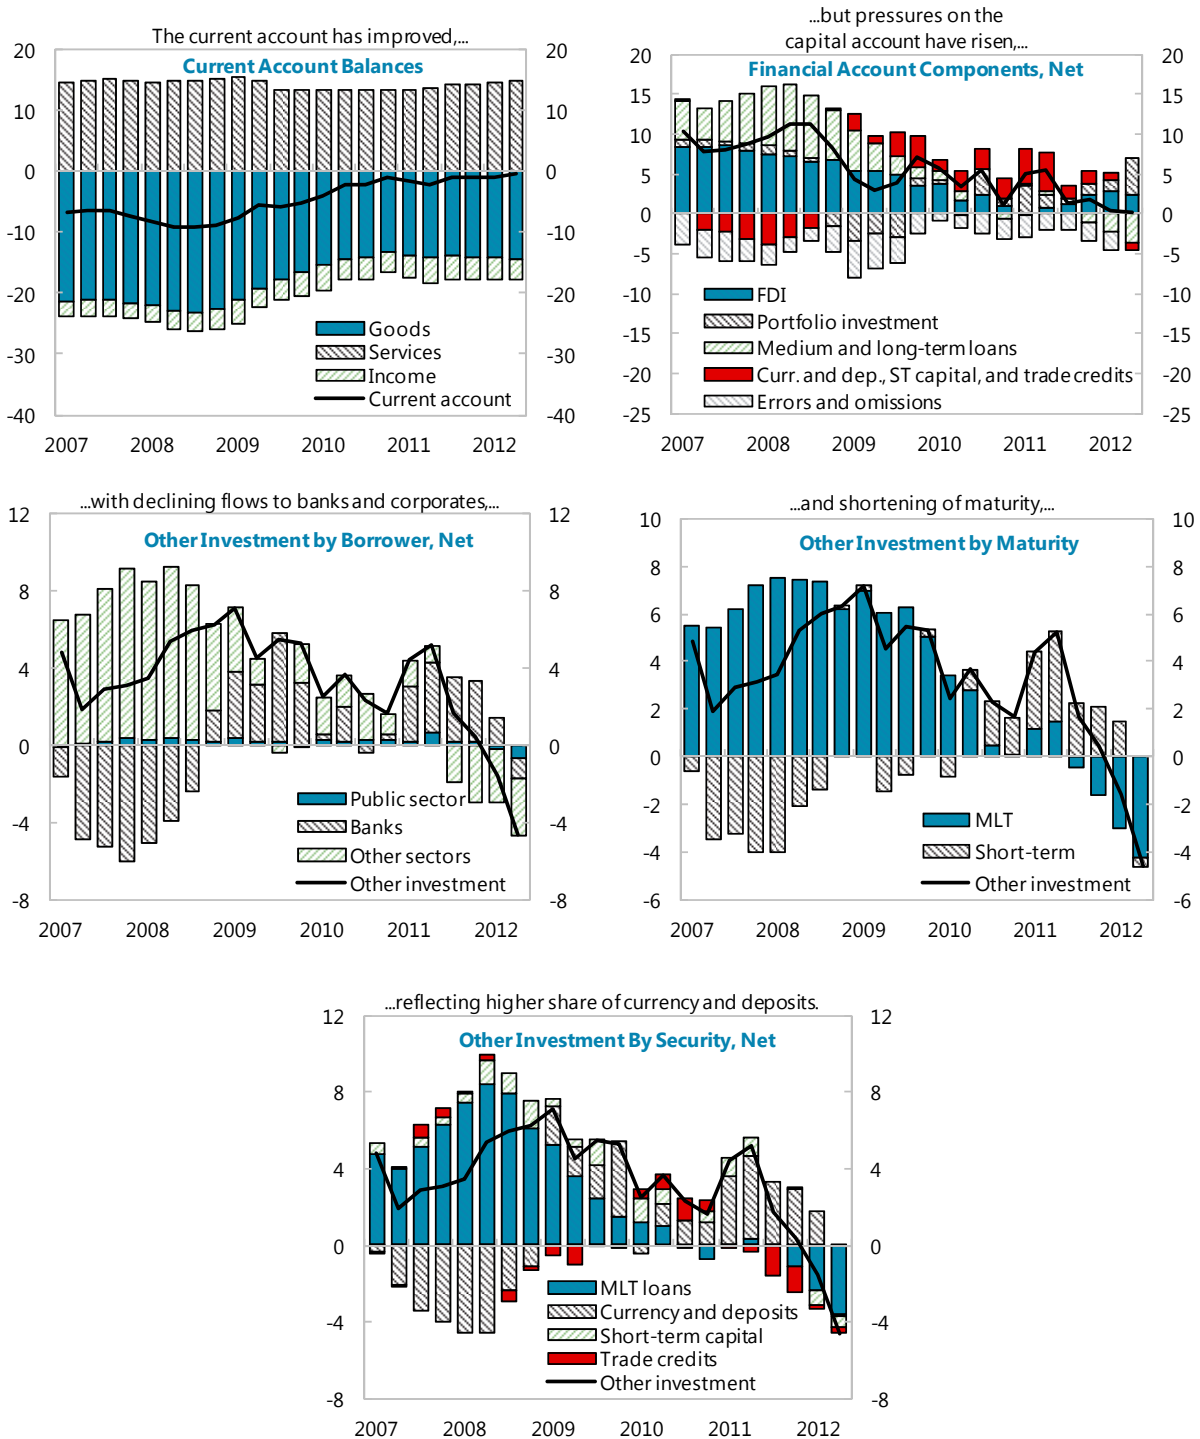 The current account has improved,...
Current Account Balances
20
10
0
-10
-20
-30
-40
20
10
0
-10
-20
-30
-40
Goods
Services
Income
Current account
2007 2008 2009 2010 2011 2012
...but pressures on the
capital account have risen,...
Financial Account Components, Net
20
15
10
5
0
-5
-10
-15
-20
-25
20
15
10
5
0
-5
-10
-15
-20
-25
FDI
Portfolio investment
Medium and long-term loans
Curr. and dep., ST capital, and trade credits
Errors and omissions
2007 2008 2009 2010 2011 2012
...with declining flows to banks and corporates,...
Other Investment by Borrower, Net
12
8
4
0
-4
-8
12
8
4
0
-4
-8
Public sector
Banks
Other sectors
Other investment
2007 2008 2009 2010 2011 2012
...and shortening of maturity,...
Other Investment by Maturity
10
8
6
4
2
0
-2
-4
-6
10
8
6
4
2
0
-2
-4
-6
MLT
Short-term
Other investment
2007 2008 2009 2010 2011 2012
...reflecting higher share of currency and deposits.
Other Investment By Security, Net
12
8
4
0
-4
-8
12
8
4
0
-4
-8
MLT loans
Currency and deposits
Short-term capital
Trade credits
Other investment
2007 2008 2009 2010 2011 2012